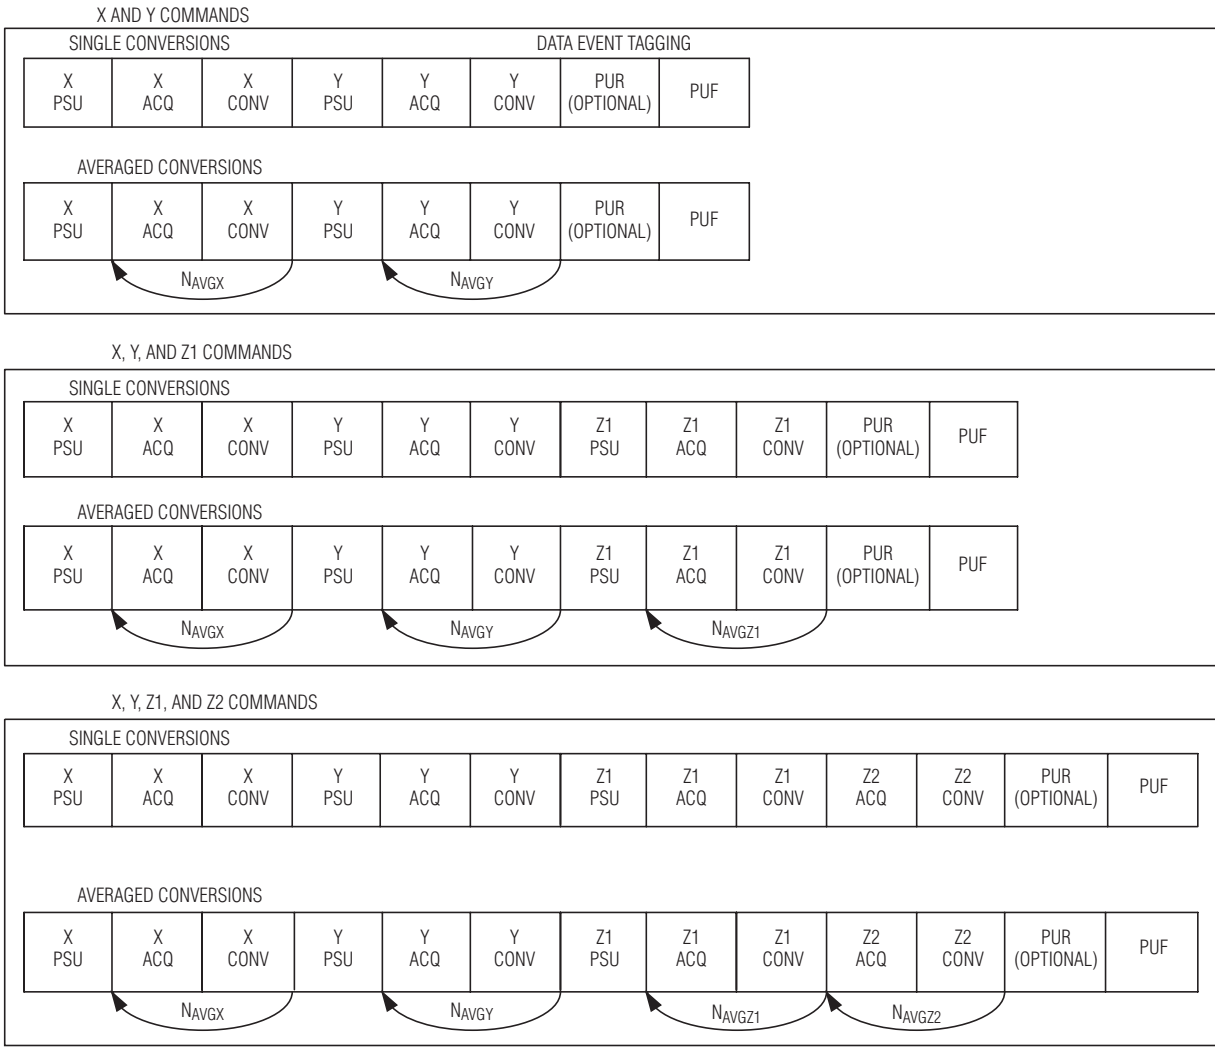 X AND Y COMMANDS
SINGLE CONVERSIONS DATA EVENT TAGGING
X X X Y Y Y PUR PUF
PSU ACQ CONV PSU ACQ CONV (OPTIONAL)
AVERAGED CONVERSIONS
X X X Y Y Y PUR PUF
PSU ACQ CONV PSU ACQ CONV (OPTIONAL)
NAVGX NAVGY
X, Y, AND Z1 COMMANDS
SINGLE CONVERSIONS
X X X Y Y Y Z1 Z1 Z1 PUR PUF
PSU ACQ CONV PSU ACQ CONV PSU ACQ CONV (OPTIONAL)
AVERAGED CONVERSIONS
X X X Y Y Y Z1 Z1 Z1 PUR PUF
PSU ACQ CONV PSU ACQ CONV PSU ACQ CONV (OPTIONAL)
NAVGX NAVGY NAVGZ1
X, Y, Z1, AND Z2 COMMANDS
SINGLE CONVERSIONS
X X X Y Y Y Z1 Z1 Z1 Z2 Z2 PUR PUF
PSU ACQ CONV PSU ACQ CONV PSU ACQ CONV ACQ CONV (OPTIONAL)
AVERAGED CONVERSIONS
X X X Y Y Y Z1 Z1 Z1 Z2 Z2 PUR PUF
PSU ACQ CONV PSU ACQ CONV PSU ACQ CONV ACQ CONV (OPTIONAL)
NAVGX NAVGY NAVGZ1 NAVGZ2